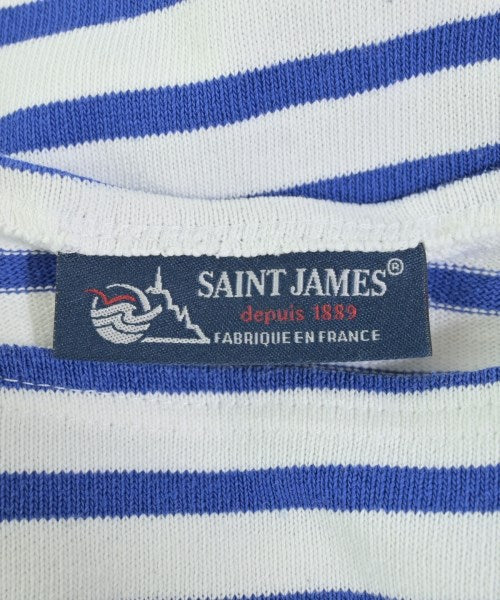 SAINT JAMES®
depuis 1889
FABRIQUE EN FRANCE